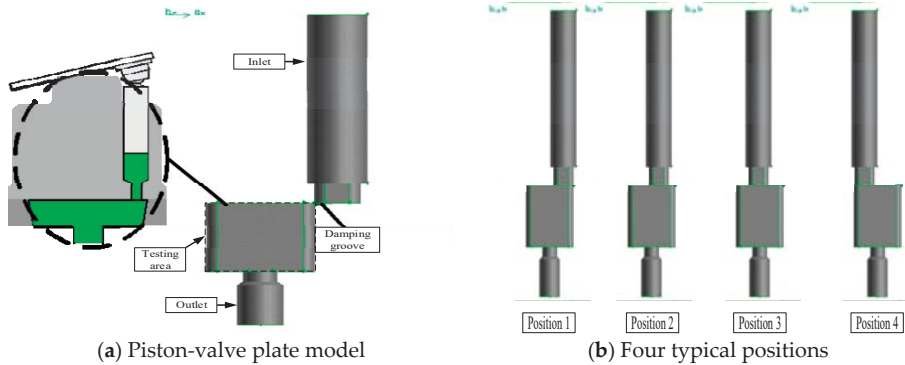 Inlet
Damping
groove
Testing
area
Outlet
(a) Piston-valve plate model
Position 1
Position 2
Position 3
Position 4
(b) Four typical positions